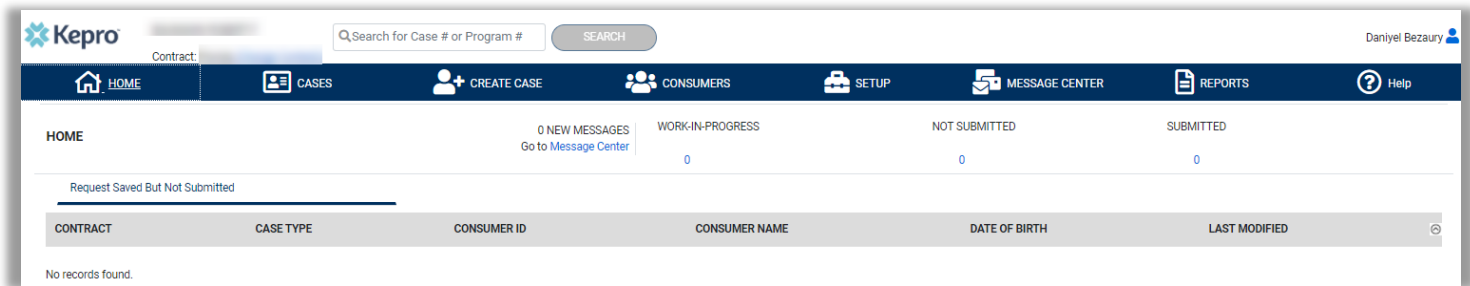 Kepro
Search for Case # or Program #
SEARCH
Daniyel Bezaury
Contract:
HOME
CASES
CREATE CASE
CONSUMERS
SETUP
MESSAGE CENTER
REPORTS
Help
HOME
0 NEW MESSAGES
Go to Message Center
WORK-IN-PROGRESS
0
NOT SUBMITTED
0
SUBMITTED
0
Request Saved But Not Submitted
CONTRACT CASE TYPE CONSUMER ID CONSUMER NAME DATE OF BIRTH LAST MODIFIED
No records found.